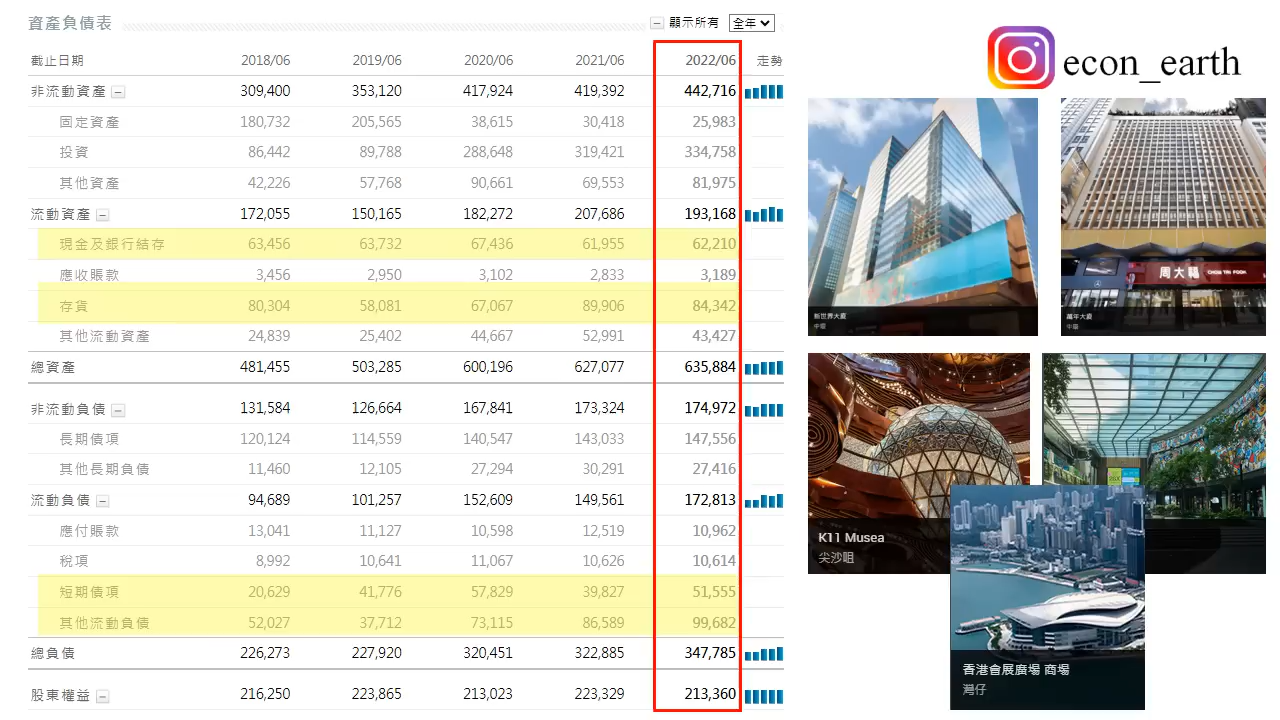 資產負債表
顯示所有 全年
截止日期 2018/06 2019/06 2020/06 2021/06 2022/06 走勢
非流動資產 309,400 353,120 417,924 419,392 442,716
固定資產 180,732 205,565 38,615 30,418 25,983
投資 86,442 89,788 288,648 319,421 334,758
其他資產 42,226 57,768 90,661 69,553 81,975
流動資產 172,055 150,165 182,272 207,686 193,168
現金及銀行結存 63,456 63,732 67,436 61,955 62,210
應收賬款 3,456 2,950 3,102 2,833 3,189
存貨 80,304 58,081 67,067 89,906 84,342
其他流動資產 24,839 25,402 44,667 52,991 43,427
總資產 481,455 503,285 600,196 627,077 635,884
非流動負債 131,584 126,664 167,841 173,324 174,972
長期債項 120,124 114,559 140,547 143,033 147,556
其他長期負債 11,460 12,105 27,294 30,291 27,416
流動負債 94,689 101,257 152,609 149,561 172,813
應付賬款 13,041 11,127 10,598 12,519 10,962
稅項 8,992 10,641 11,067 10,626 10,614
短期債項 20,629 41,776 57,829 39,827 51,555
其他流動負債 52,027 37,712 73,115 86,589 99,682
總負債 226,273 227,920 320,451 322,885 347,785
股東權益 216,250 223,865 213,023 223,329 213,360
econ_earth
新世界大廈
中環
周大福 CHOW TAI FOOK
萬年大廈
中環
K11 Musea
尖沙咀
香港會展廣場 商場
灣仔